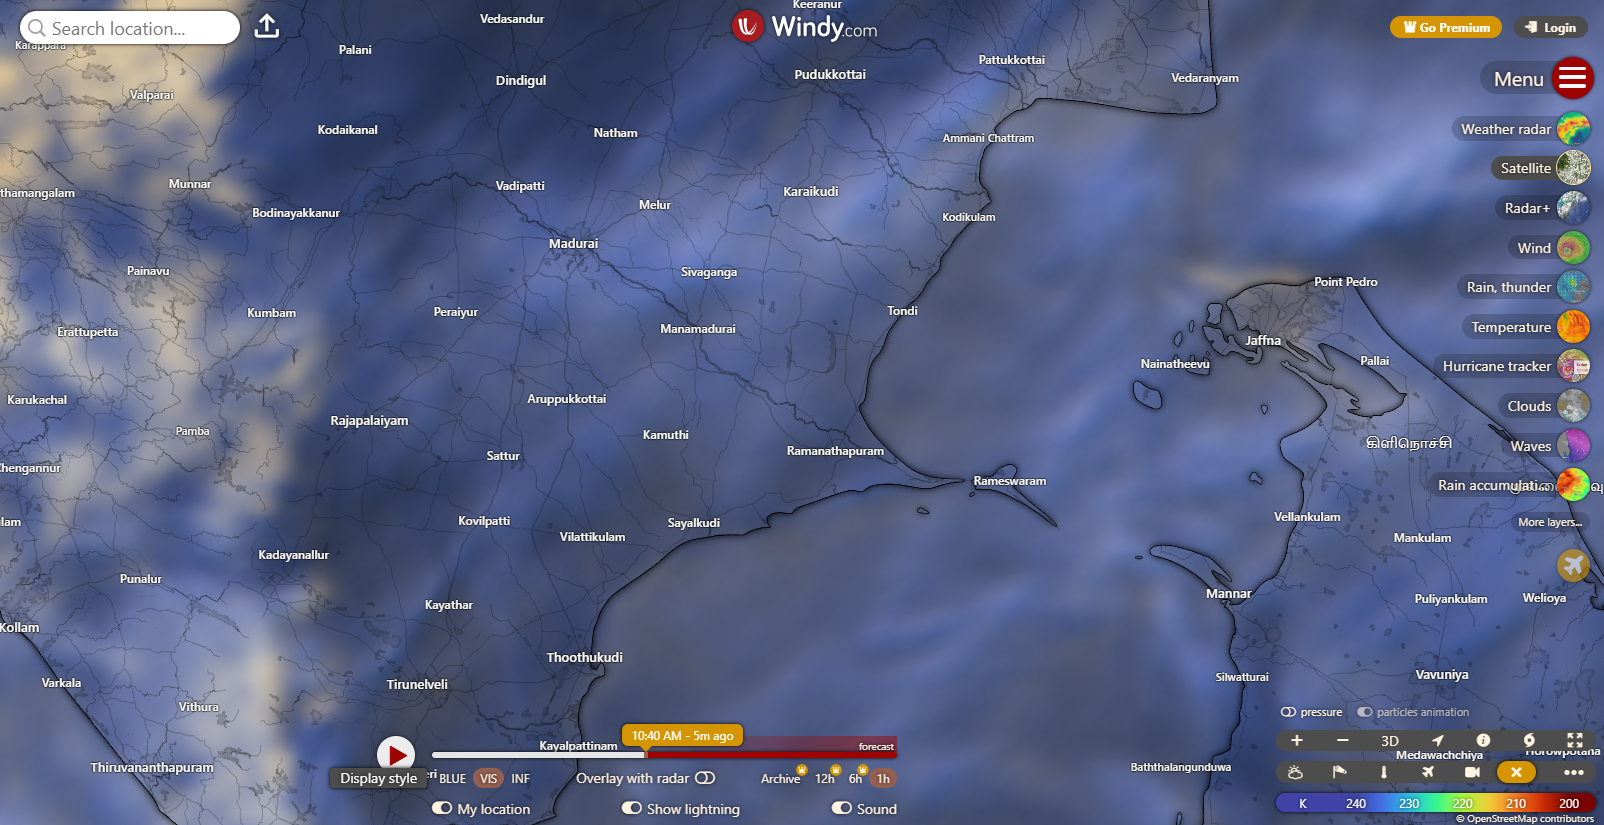 Search location...
Windy.com
Go Premium
Login
Menu
Keeranur
Vedasandur
Karappara
Palani
Dindigul
Pudukkottai
Pattukkottai
Vedaranyam
Valparai
Kodaikanal
Natham
Ammani Chattram
Weather radar
Satellite
thamangalam
Munnar
Vadipatti
Karaikudi
Melur
Bodinayakkanur
Kodikulam
Radar+
Madurai
Wind
Painavu
Sivaganga
Point Pedro
Rain, thunder
Kumbam
Peraiyur
Tondi
Erattupetta
Manamadurai
Jaffna
Temperature
Nainatheevu
Pallai
Hurricane tracker
Karukachal
Aruppukkottai
Clouds
Rajapalaiyam
Pamba
Kamuthi
கிளிநொச்சி
Waves
Sattur
Ramanathapuram
Chengannur
Rameswaram
Rain accumulati
Kovilpatti
Sayalkudi
Vellankulam
More layers...
Vilattikulam
Mankulam
Kadayanallur
Punalur
Mannar
Kayathar
Puliyankulam
Welioya
Kollam
Thoothukudi
Varkala
Tirunelveli
Silwatturai
Vavuniya
Vithura
pressure
particles animation
10:40 AM - 5m ago
Kayalpattinam
forecast
3D
Thiruvananthapuram
Medawachchiya
Horowpotana
Baththalangunduwa
Display style
BLUE VIS INF
Overlay with radar
Archive 12h 6h 1h
My location
Show lightning
Sound
K 240 230 220 210 200
© OpenStreetMap contributors